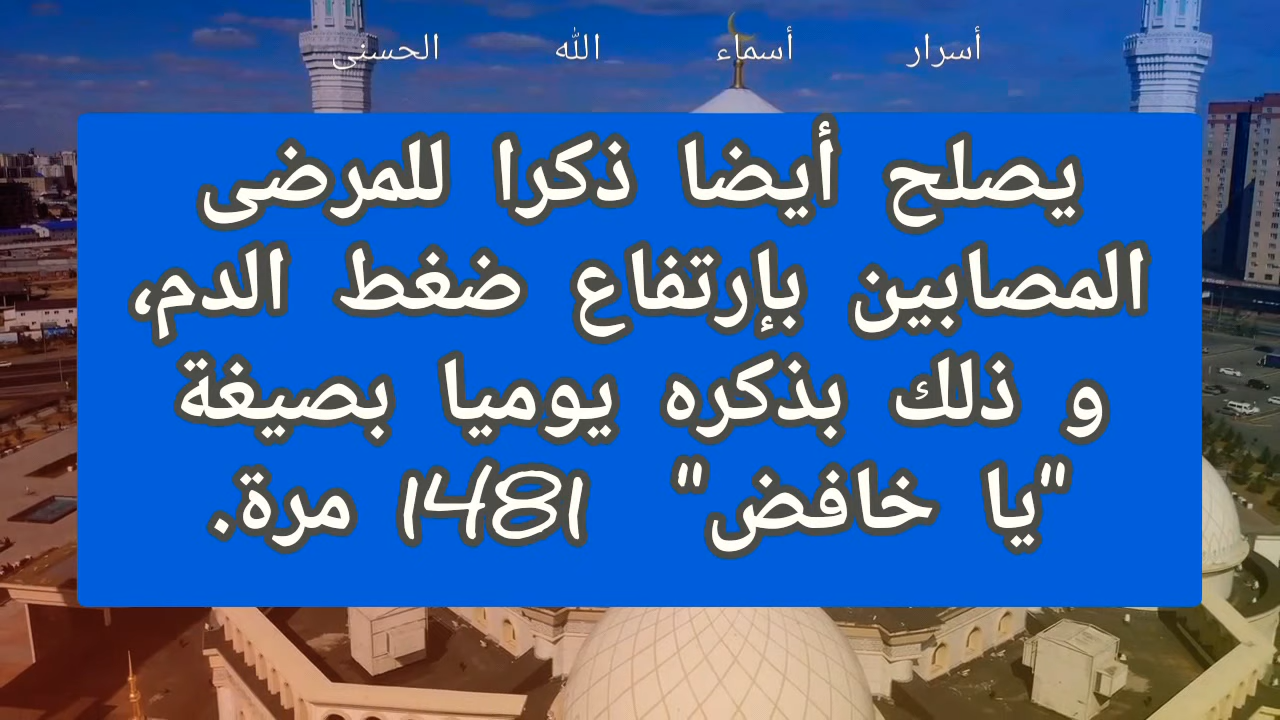 أسرار أسماء الله الحسنى
يصلح أيضا ذكرا للمرضى
المصابين بإرتفاع ضغط الدم،
و ذلك بذكره يوميا بصيغة
"يا خافض" 1481 مرة.